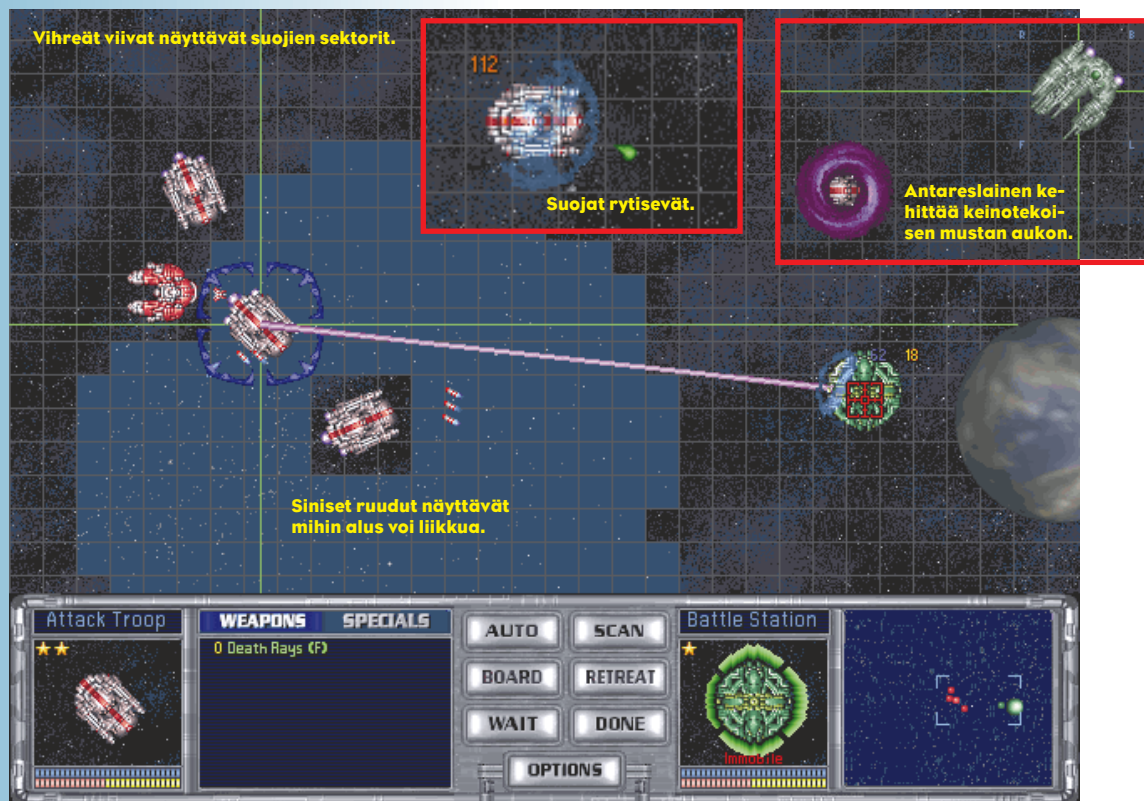 Vihreät viivat näyttävät suojien sektorit.
112
Suojat rytisevät.
R
B
F
L
Antareslainen ke-
hittää keinotekoi-
sen mustan aukon.
18
Siniset ruudut näyttävät
mihin alus voi liikkua.
Attack Troop
WEAPONS
SPECIALS
0 Death Rays (F)
AUTO
SCAN
BOARD
RETREAT
WAIT
DONE
OPTIONS
Battle Station
Immobile